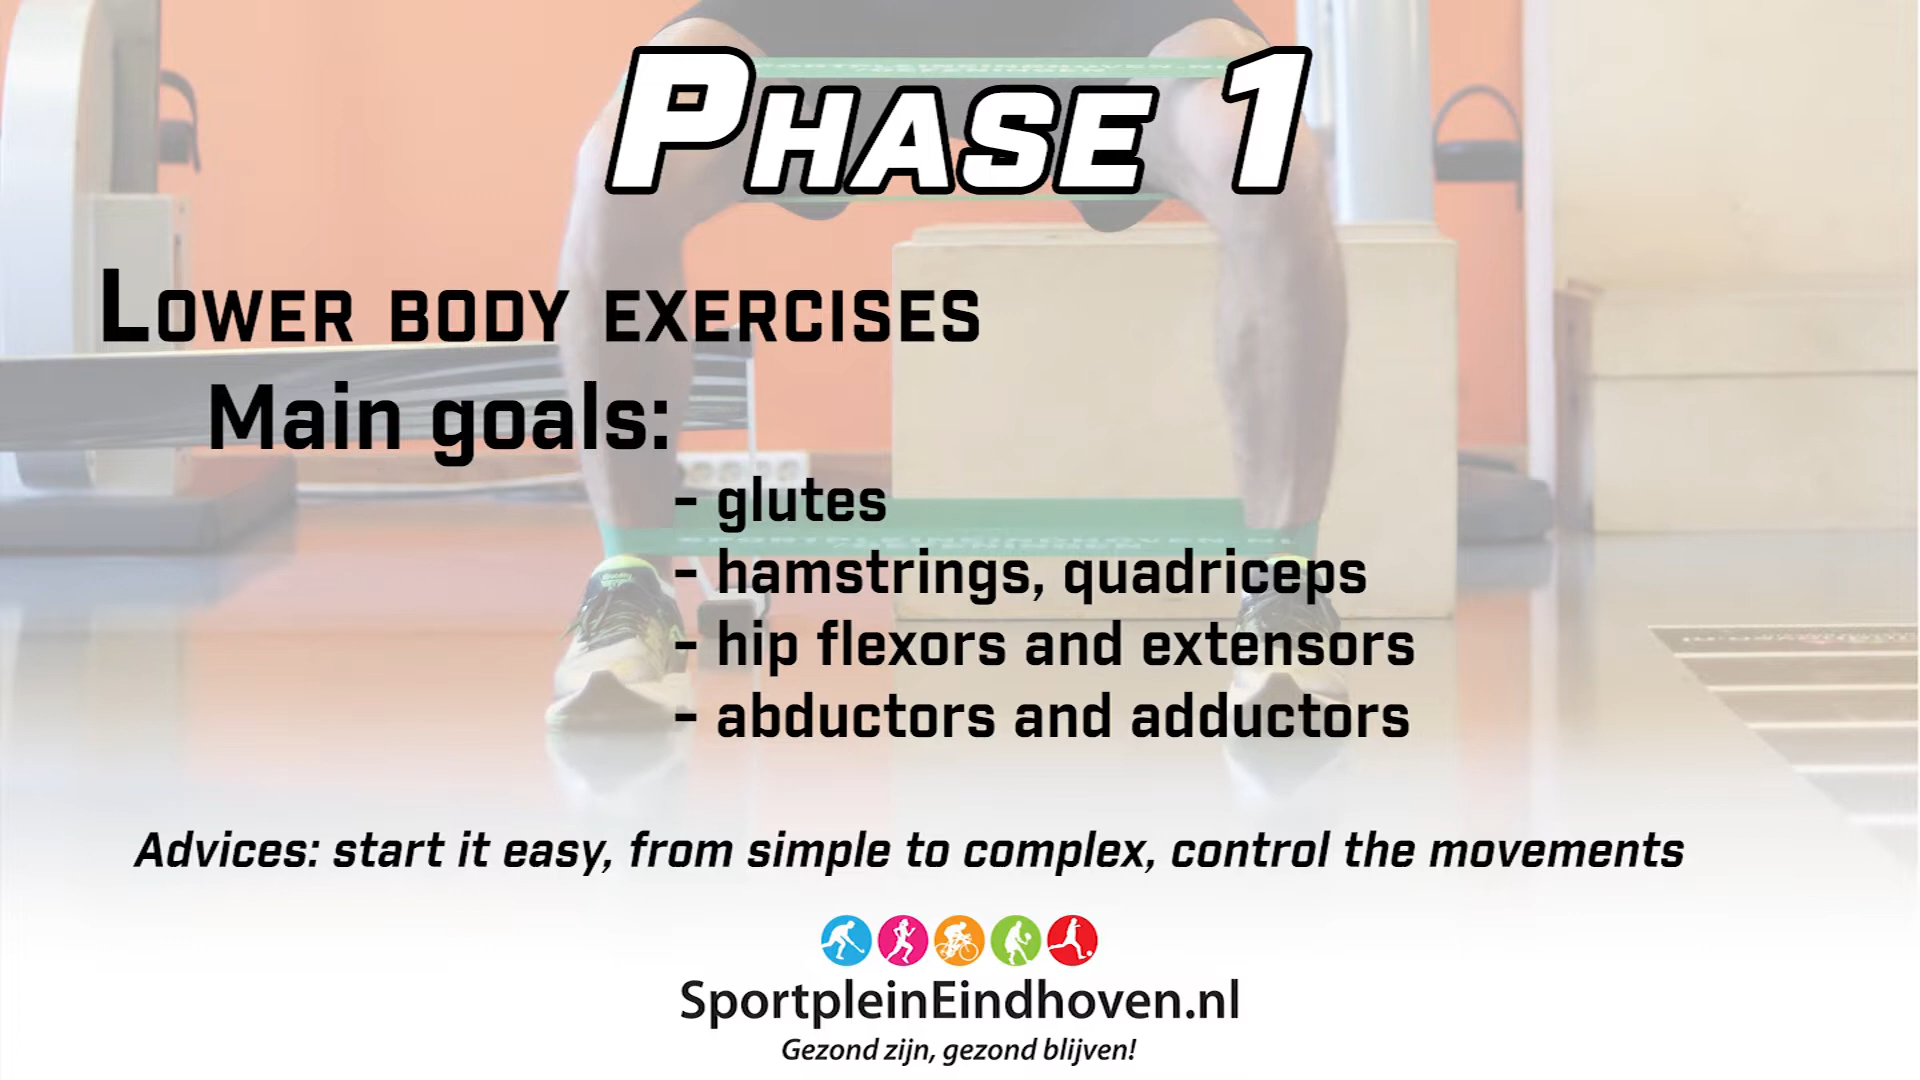 Phase 1
Lower body exercises
Main goals:
- glutes
- hamstrings, quadriceps
- hip flexors and extensors
- abductors and adductors
Advices: start it easy, from simple to complex, control the movements
SportpleinEindhoven.nl
Gezond zijn, gezond blijven!